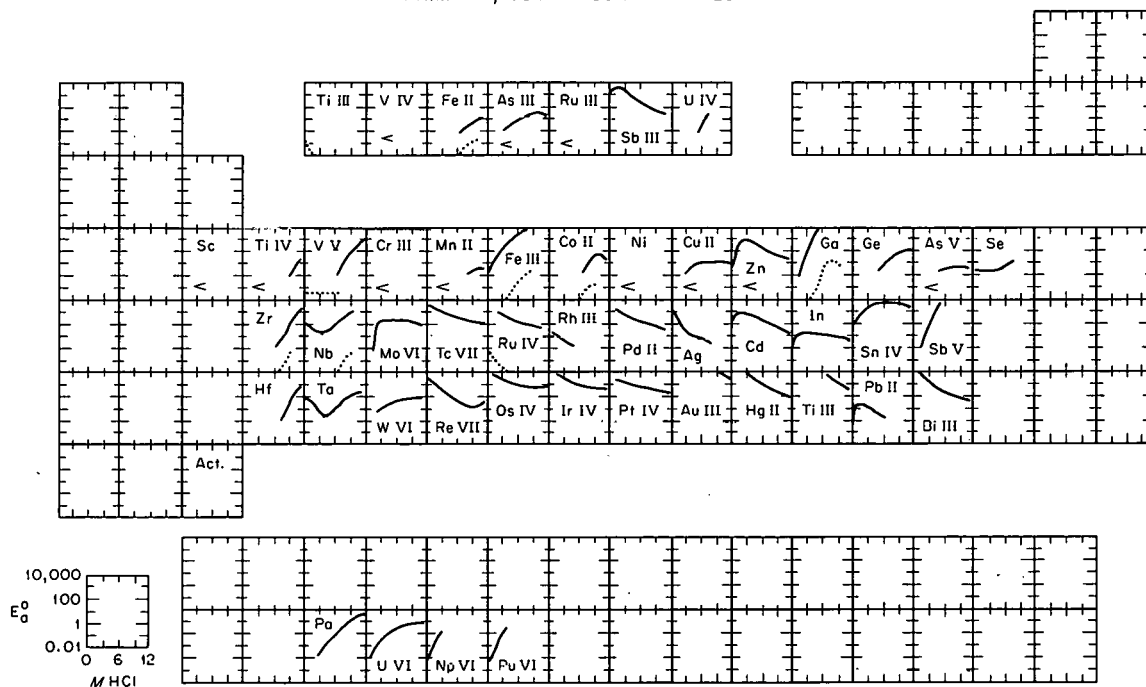 Ti III V IV Fe II As III Ru III U IV
Sb III
Sc Ti IV V V Cr III Mn II Fe III Co II Ni Cu II Zn Ga Ge As V Se
< < < < < < < <
Zr Nb Mo VI Tc VII Ru IV Rh III Pd II Ag Cd In Sn IV Sb V
Hf Ta W VI Re VII Os IV Ir IV Pt IV Au III Hg II Ti III Pb II Bi III
Act.
10,000
100
1
0.01
E°a
0 6 12
M HCl
Pa U VI Np VI Pu VI